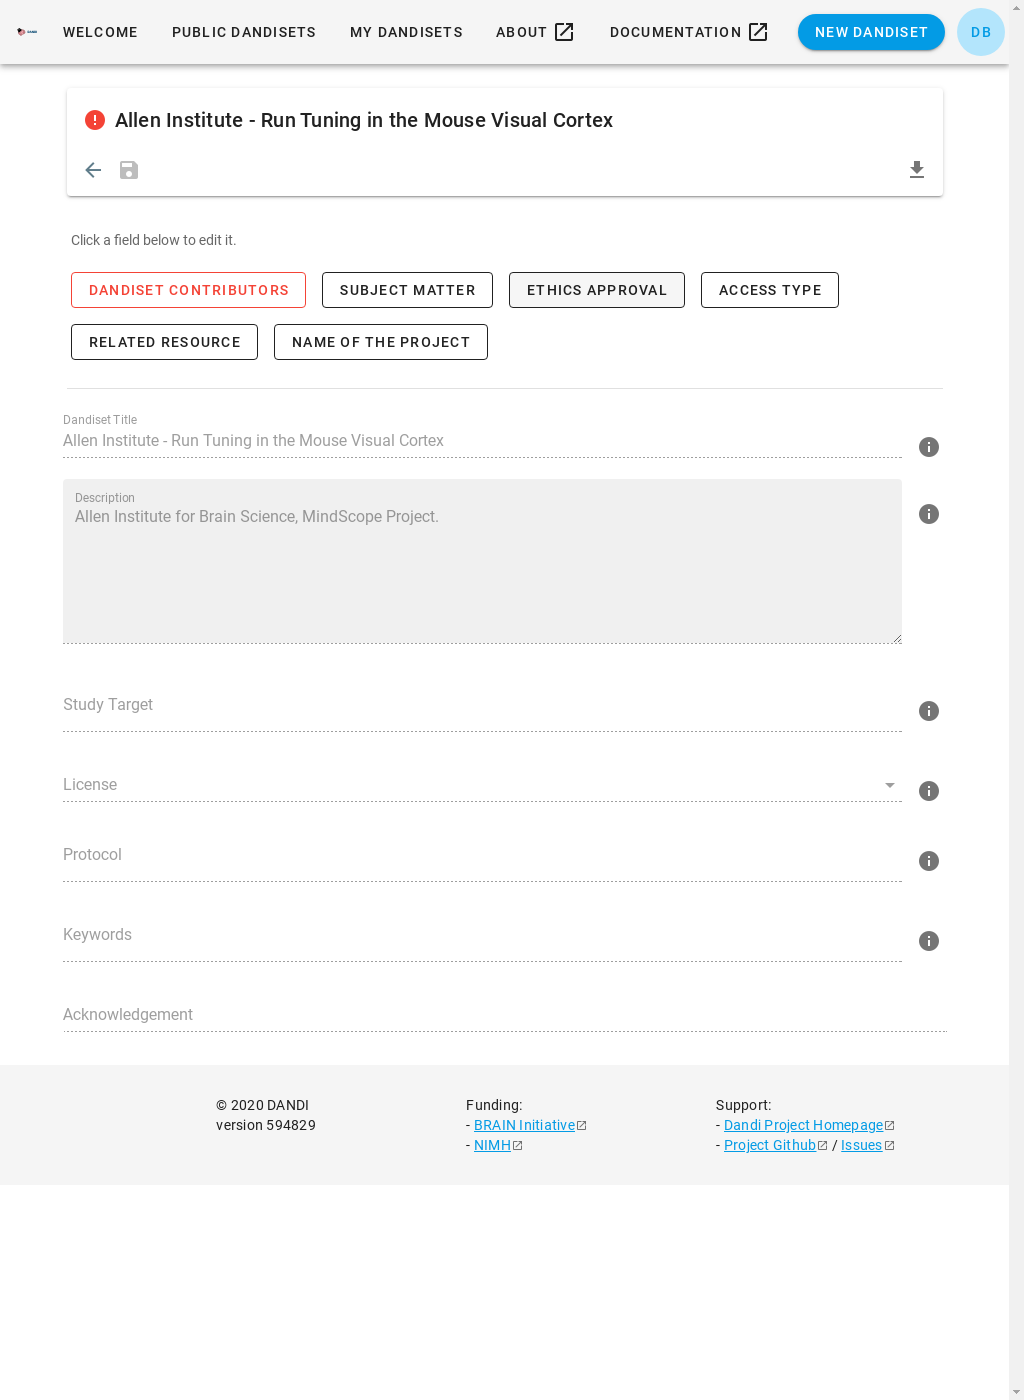 WELCOME PUBLIC DANDISETS MY DANDISETS ABOUT DOCUMENTATION NEW DANDISET DB
Allen Institute - Run Tuning in the Mouse Visual Cortex
Click a field below to edit it.
DANDISET CONTRIBUTORS SUBJECT MATTER ETHICS APPROVAL ACCESS TYPE
RELATED RESOURCE NAME OF THE PROJECT
Dandiset Title
Allen Institute - Run Tuning in the Mouse Visual Cortex
Description
Allen Institute for Brain Science, MindScope Project.
Study Target
License
Protocol
Keywords
Acknowledgement
© 2020 DANDI Funding: Support:
version 594829 - BRAIN Initiative - Dandi Project Homepage
- NIMH - Project Github / Issues